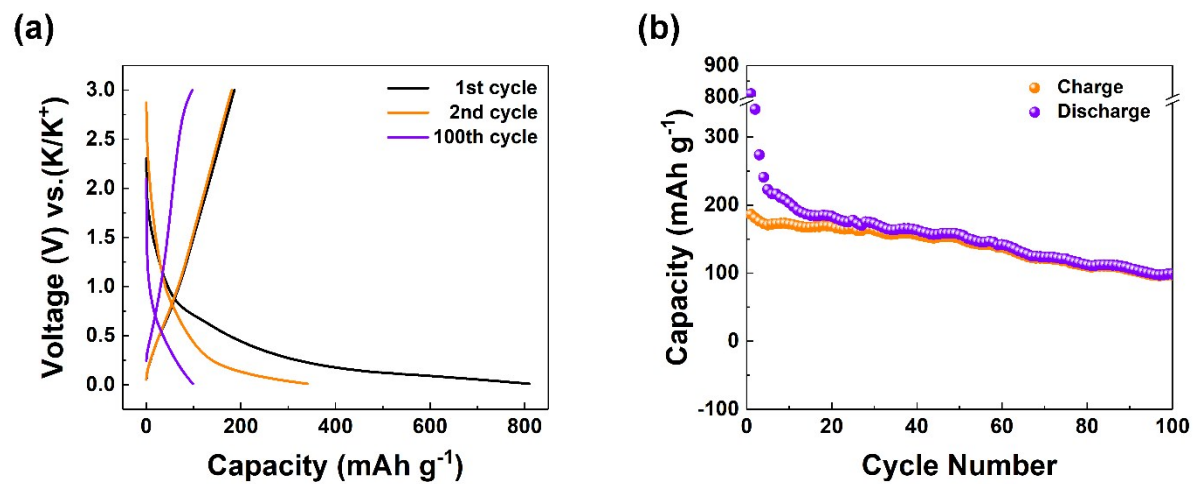 (a)
Voltage (V) vs.(K/K⁺)
3.0
2.5
2.0
1.5
1.0
0.5
0.0
1st cycle
2nd cycle
100th cycle
0 200 400 600 800
Capacity (mAh g⁻¹)
(b)
Capacity (mAh g⁻¹)
900
800
300
200
100
0
-100
Charge
Discharge
0 20 40 60 80 100
Cycle Number